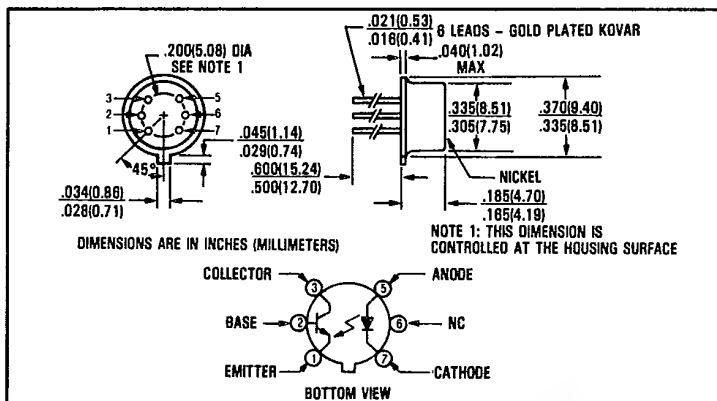 .200(5.08) DIA
SEE NOTE 1
3
2
1
5
6
7
45°
.045(1.14)
.029(0.74)
.034(0.86)
.028(0.71)
.021(0.53)
.016(0.41)
6 LEADS - GOLD PLATED KOVAR
.040(1.02)
MAX
.335(8.51)
.305(7.75)
.370(9.40)
.335(8.51)
.600(15.24)
.500(12.70)
NICKEL
.185(4.70)
.165(4.19)
DIMENSIONS ARE IN INCHES (MILLIMETERS)
NOTE 1: THIS DIMENSION IS
CONTROLLED AT THE HOUSING SURFACE
COLLECTOR 3 5 ANODE
BASE 2 6 NC
EMITTER 1 7 CATHODE
BOTTOM VIEW